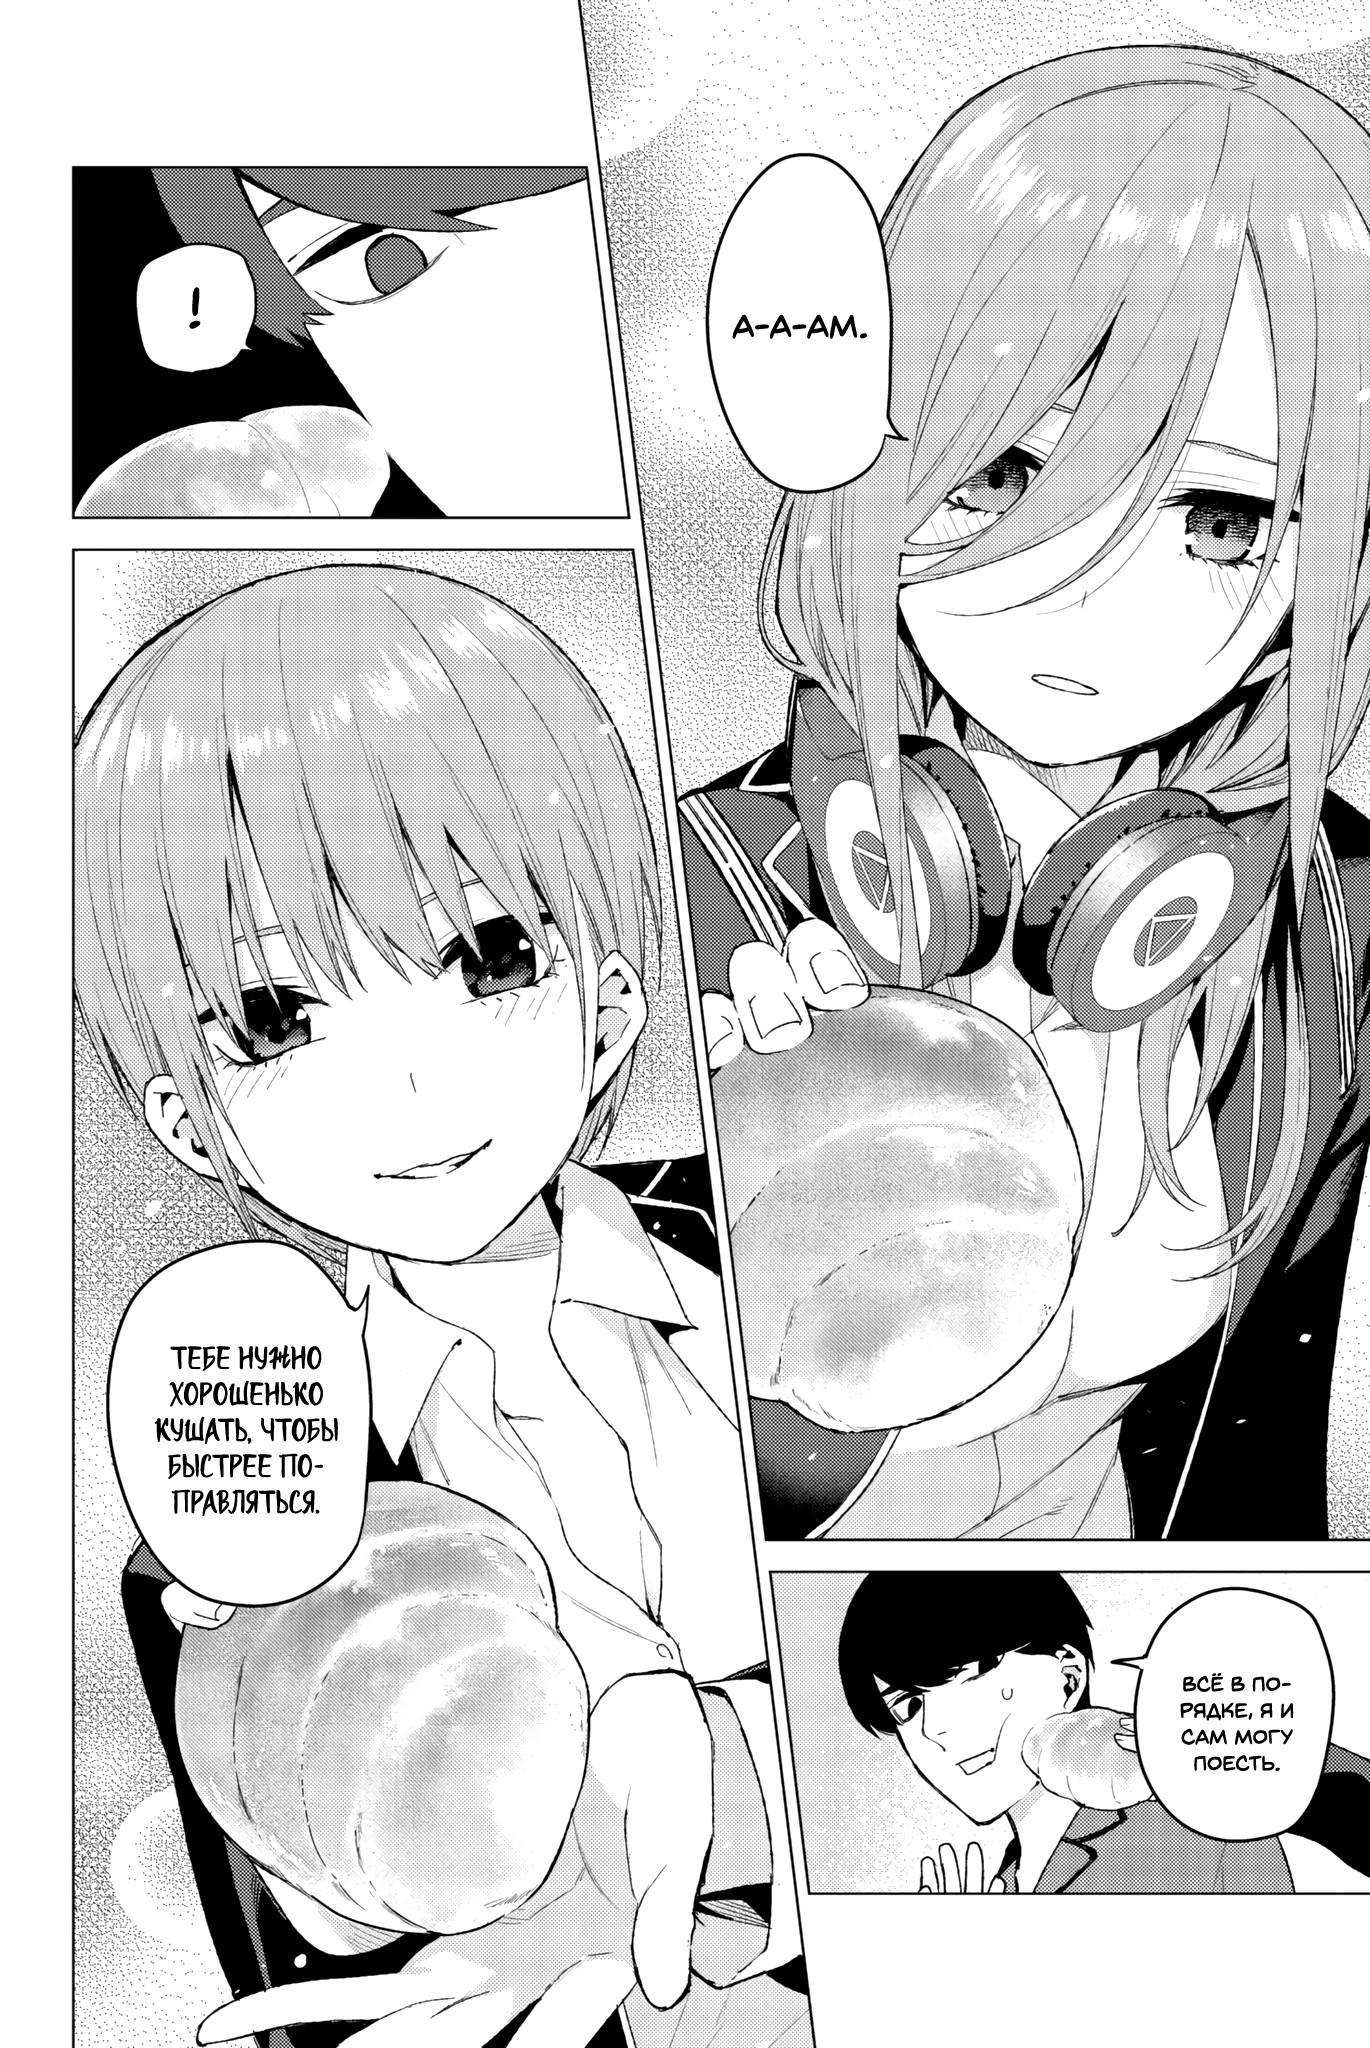 А-А-АМ.
!
ВСЁ В ПО-
РЯДКЕ, Я И
САМ МОГУ
ПОЕСТЬ.
ТЕБЕ НУЖНО
ХОРОШЕНЬКО
КУШАТЬ, ЧТОБЫ
БЫСТРЕЕ ПО-
ПРАВЛЯТЬСЯ.